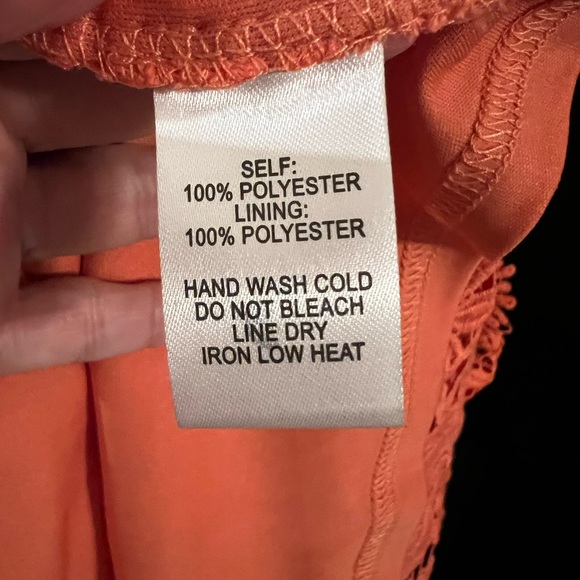 SELF:
100% POLYESTER
LINING:
100% POLYESTER
HAND WASH COLD
DO NOT BLEACH
LINE DRY
IRON LOW HEAT